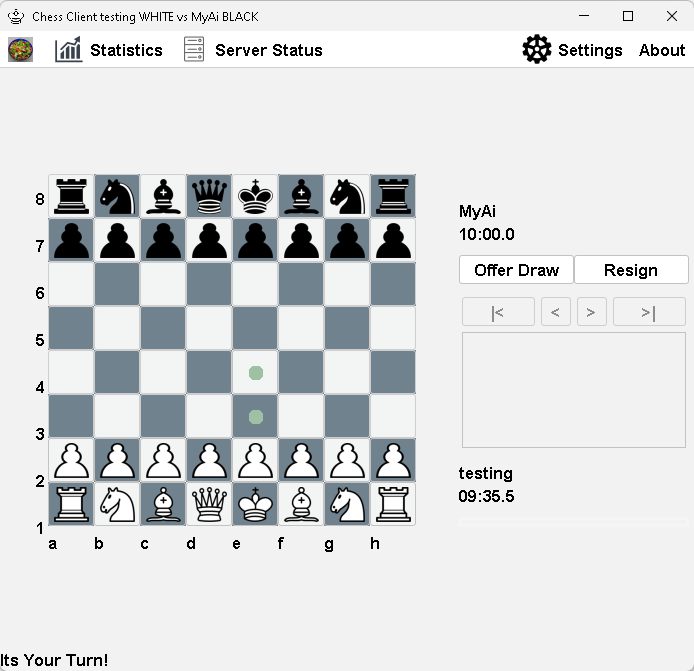 Chess Client testing WHITE vs MyAi BLACK
Statistics Server Status Settings About
8
7
6
5
4
3
2
1
a b c d e f g h
MyAi
10:00.0
Offer Draw Resign
|< < > >|
testing
09:35.5
Its Your Turn!